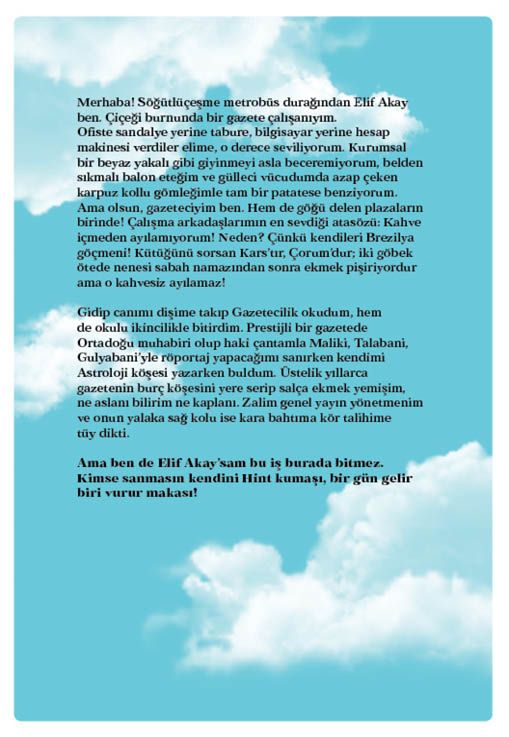 Merhaba! Söğütlüçeşme metrobüs durağından Elif Akay
ben. Çiçeği burnunda bir gazete çalışanıyım.
Ofiste sandalye yerine tabure, bilgisayar yerine hesap
makinesi verdiler elime, o derece seviliyorum. Kurumsal
bir beyaz yakalı gibi giyinmeyi asla beceremiyorum, belden
sıkmalı balon eteğim ve gülleci vücudumda azap çeken
karpuz kollu gömleğimle tam bir patatese benziyorum.
Ama olsun, gazeteciyim ben. Hem de göğü delen plazaların
birinde! Çalışma arkadaşlarımın en sevdiği atasözü: Kahve
içmeden ayılamıyorum! Neden? Çünkü kendileri Brezilya
göçmeni! Kütüğünü sorsan Kars'tır, Çorum'dur; iki göbek
ötede nenesi sabah namazından sonra ekmek pişiriyordur
ama o kahvesiz ayılamaz!
Gidip canımı dişime takıp Gazetecilik okudum, hem
de okulu ikincilikle bitirdim. Prestijli bir gazetede
Ortadoğu muhabiri olup haki çantamla Maliki, Talabani,
Gulyabani'yle röportaj yapacağımı sanırken kendimi
Astroloji köşesi yazarken buldum. Üstelik yıllarca
gazetenin burç köşesini yere serip salça ekmek yemişim,
ne aslanı bilirim ne kaplanı. Zalim genel yayın yönetmenim
ve onun yalaka sağ kolu ise kara bahtıma kör talihime
tüy dikti.
Ama ben de Elif Akay'sam bu iş burada bitmez.
Kimse sanmasın kendini Hint kumaşı, bir gün gelir
biri vurur makası!